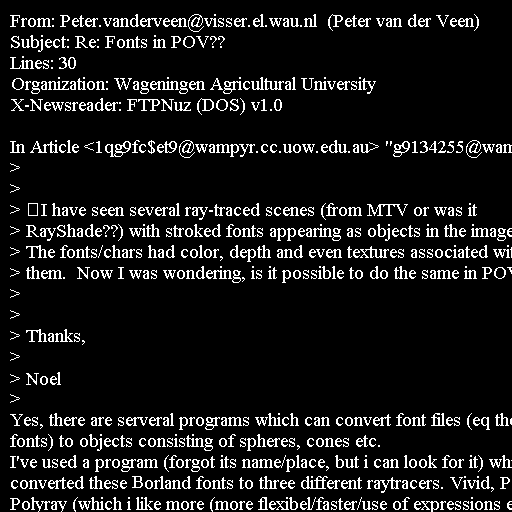 From: Peter.vanderveen@visser.el.wau.nl  (Peter van der Veen)
Subject: Re: Fonts in POV??
Lines: 30
Organization: Wageningen Agricultural University
X-Newsreader: FTPNuz (DOS) v1.0

In Article <1qg9fc$et9@wampyr.cc.uow.edu.au> "g9134255@wam
>
>
> I have seen several ray-traced scenes (from MTV or was it
> RayShade??) with stroked fonts appearing as objects in the image
> The fonts/chars had color, depth and even textures associated wit
> them.  Now I was wondering, is it possible to do the same in POV
>
>
> Thanks,
>
> Noel
>
Yes, there are serveral programs which can convert font files (eq the
fonts) to objects consisting of spheres, cones etc.
I've used a program (forgot its name/place, but i can look for it) whi
converted these Borland fonts to three different raytracers. Vivid, P
Polyray (which i like more (more flexibel/faster/use of expressions e